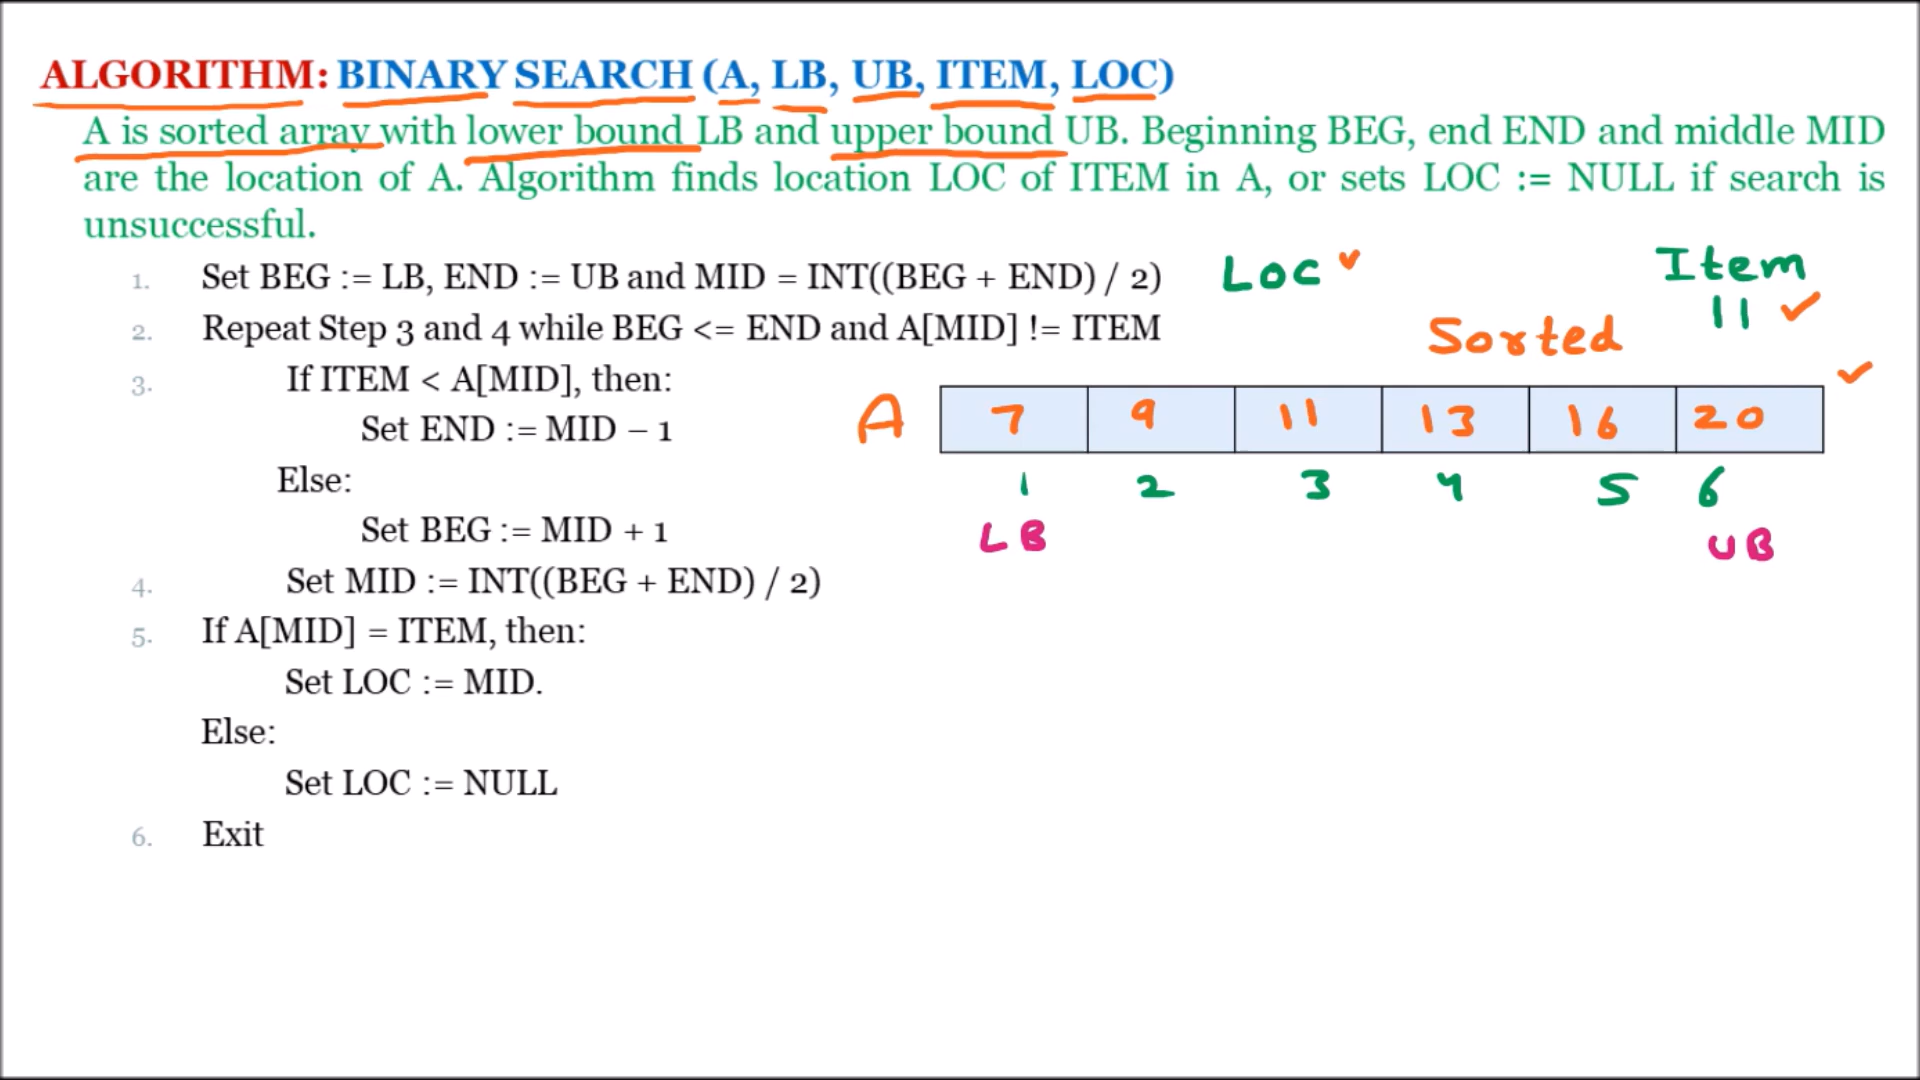 ALGORITHM: BINARY SEARCH (A, LB, UB, ITEM, LOC)
A is sorted array with lower bound LB and upper bound UB. Beginning BEG, end END and middle MID
are the location of A. Algorithm finds location LOC of ITEM in A, or sets LOC := NULL if search is
unsuccessful.
1. Set BEG := LB, END := UB and MID = INT((BEG + END) / 2)
2. Repeat Step 3 and 4 while BEG <= END and A[MID] != ITEM
3. If ITEM < A[MID], then:
Set END := MID – 1
Else:
Set BEG := MID + 1
4. Set MID := INT((BEG + END) / 2)
5. If A[MID] = ITEM, then:
Set LOC := MID.
Else:
Set LOC := NULL
6. Exit
Loc ✓
Item
11 ✓
Sorted
✓
A 7 9 11 13 16 20
1 2 3 4 5 6
LB UB